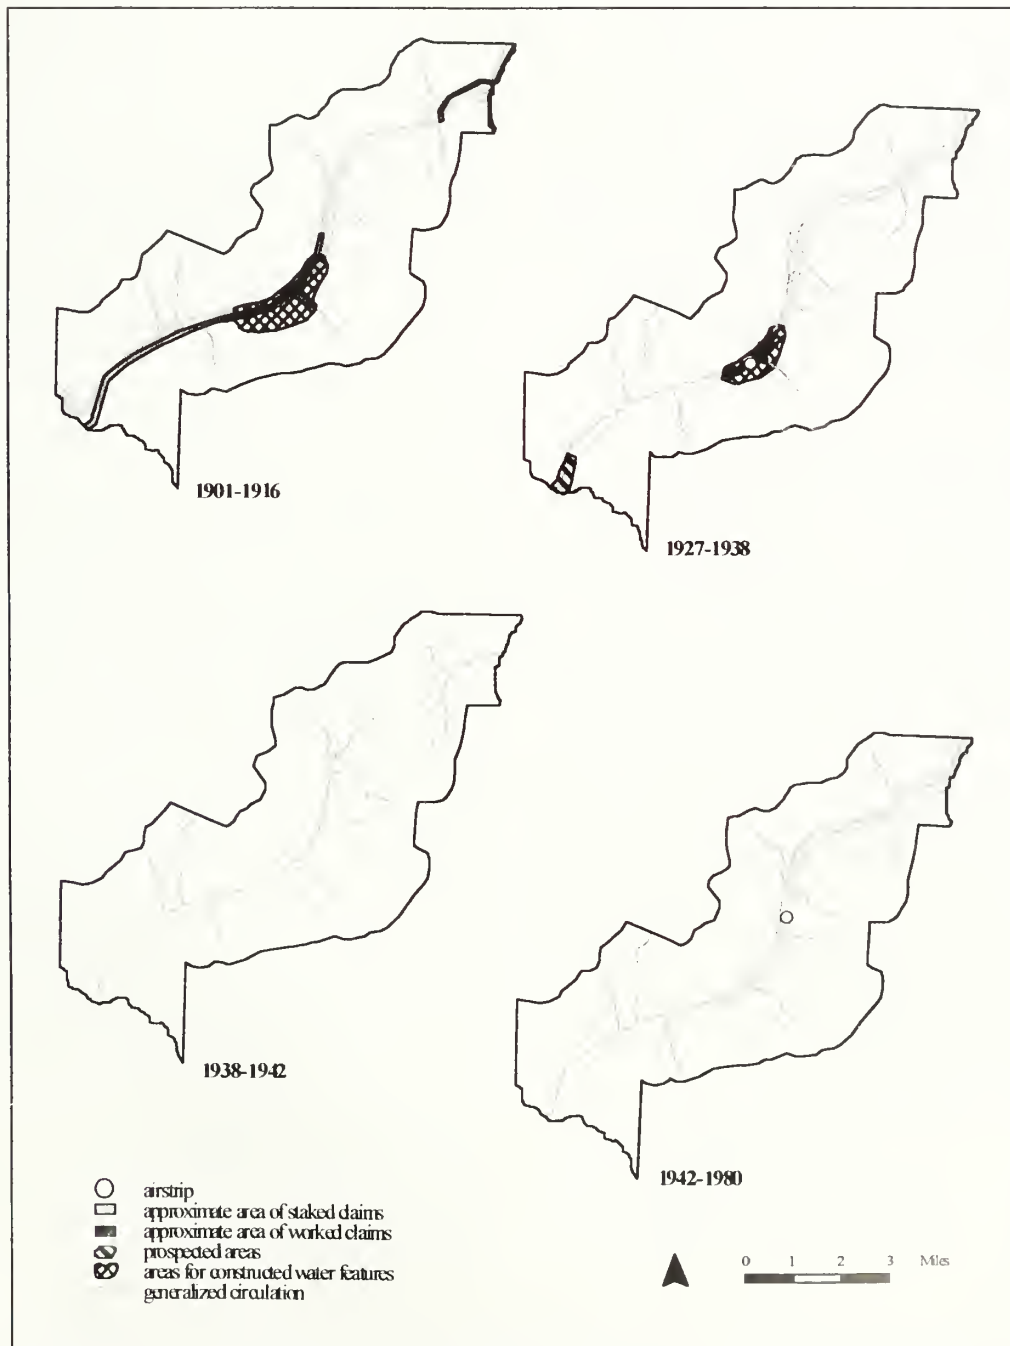 1901-1916
1927-1938
1938-1942
1942-1980
airstrip
approximate area of staked claims
approximate area of worked claims
prospected areas
areas for constructed water features
generalized circulation
0 1 2 3 Miles